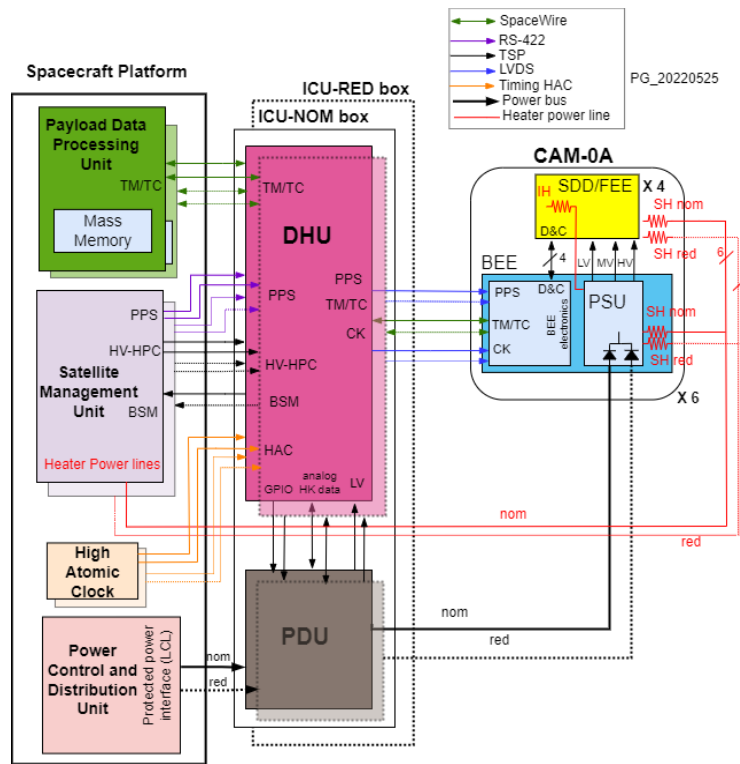 SpaceWire
RS-422
TSP
LVDS
Timing HAC
Power bus
Heater power line
PG_20220525
Spacecraft Platform
ICU-RED box
ICU-NOM box
CAM-0A
Payload Data
Processing
Unit
TM/TC
Mass
Memory
TM/TC
DHU
PPS
PPS
TM/TC
CK
HV-HPC
BSM
HAC
GPIO
analog
HK data
LV
PPS
HV-HPC
Satellite
Management
Unit
BSM
Heater Power lines
High
Atomic
Clock
Power
Control and
Distribution
Unit
Protected power
interface (LCL)
nom
red
PDU
nom
red
nom
red
IH
SDD/FEE
X 4
D&C
SH nom
SH red
6
4
LV
MV
HV
BEE
PPS
D&C
TM/TC
CK
BEE
electronics
PSU
SH nom
SH red
X 6